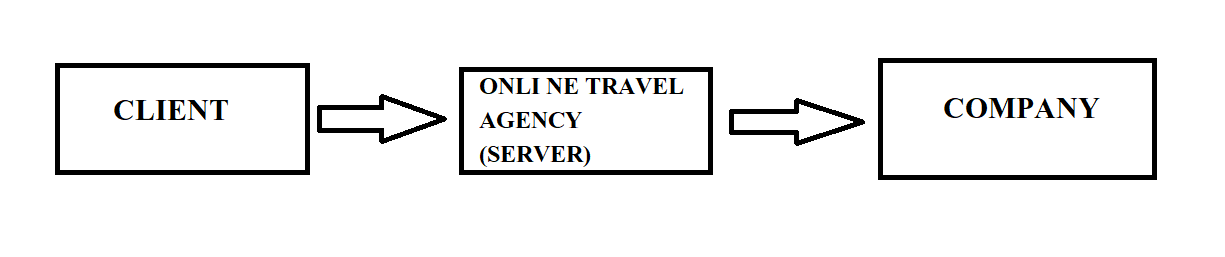 CLIENT
ONLI NE TRAVEL
AGENCY
(SERVER)
COMPANY